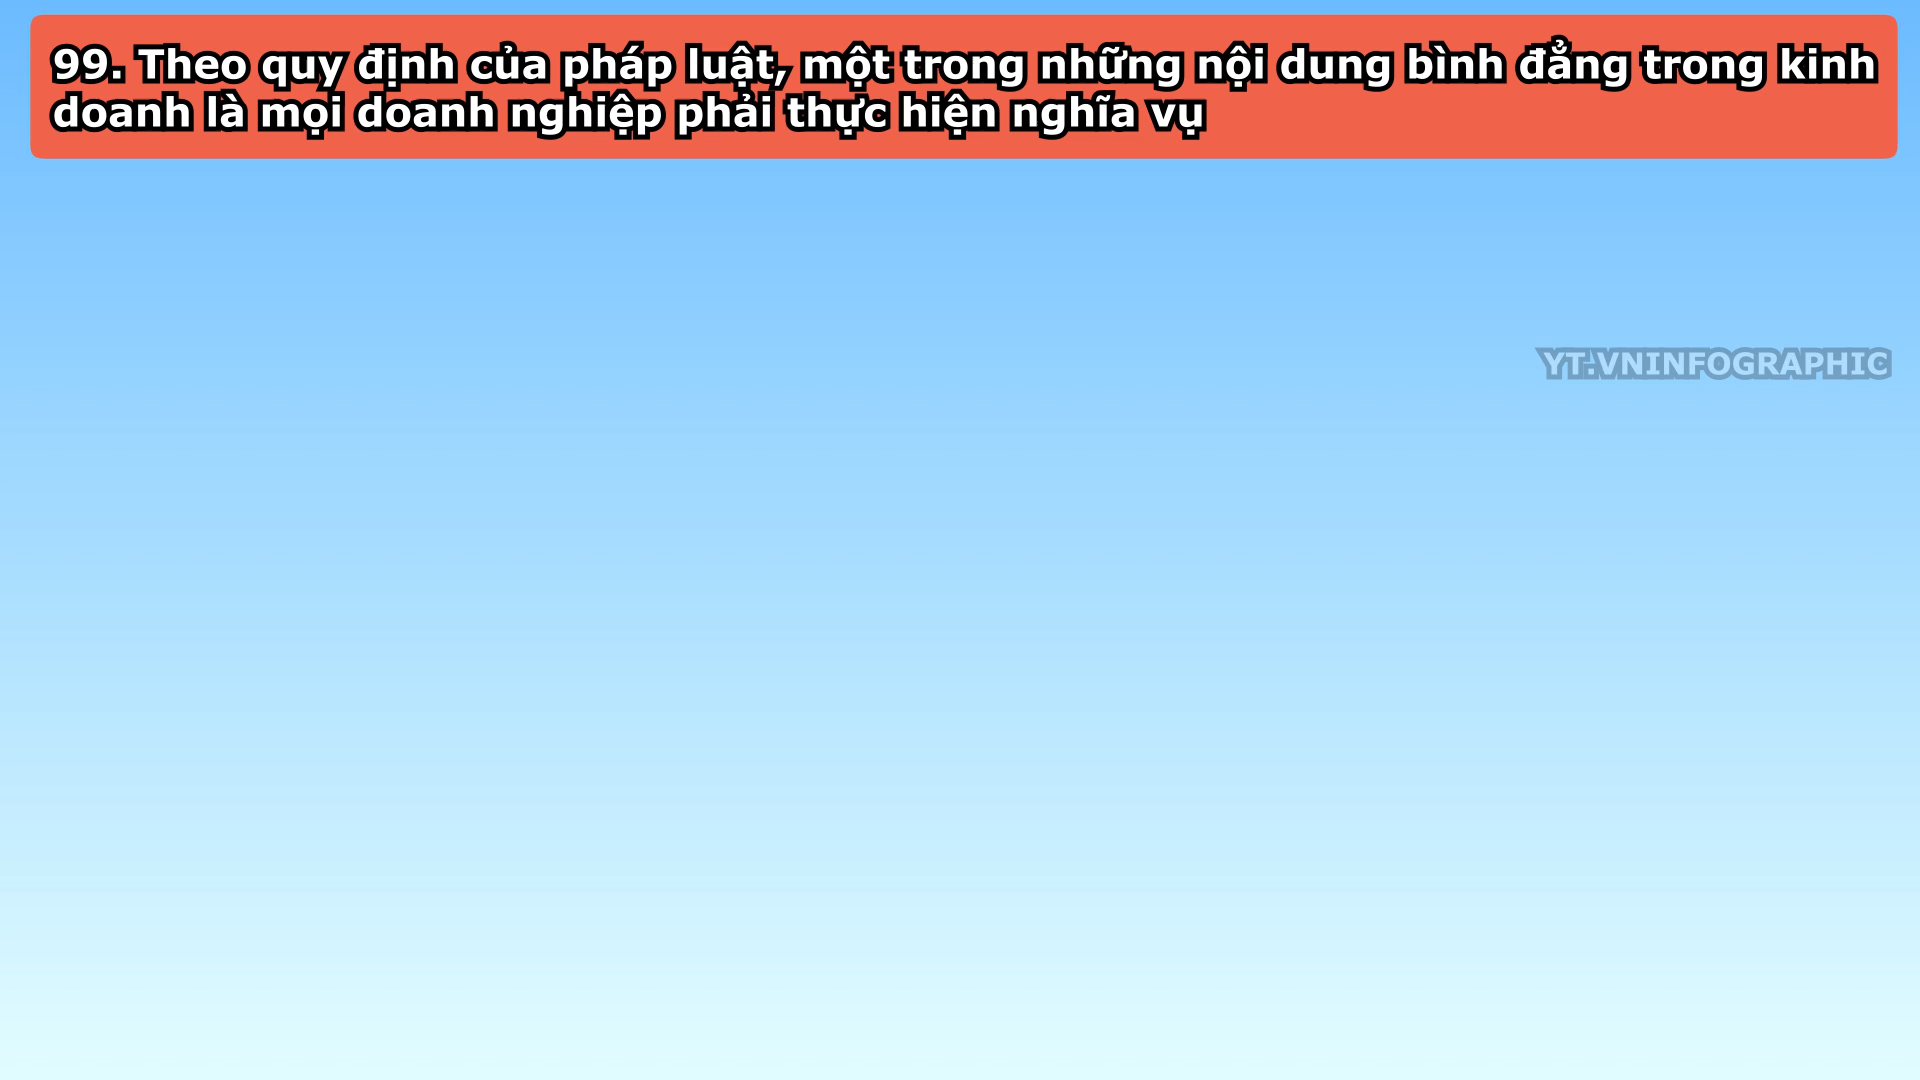 99. Theo quy định của pháp luật, một trong những nội dung bình đẳng trong kinh
doanh là mọi doanh nghiệp phải thực hiện nghĩa vụ
YT.VNINFOGRAPHIC